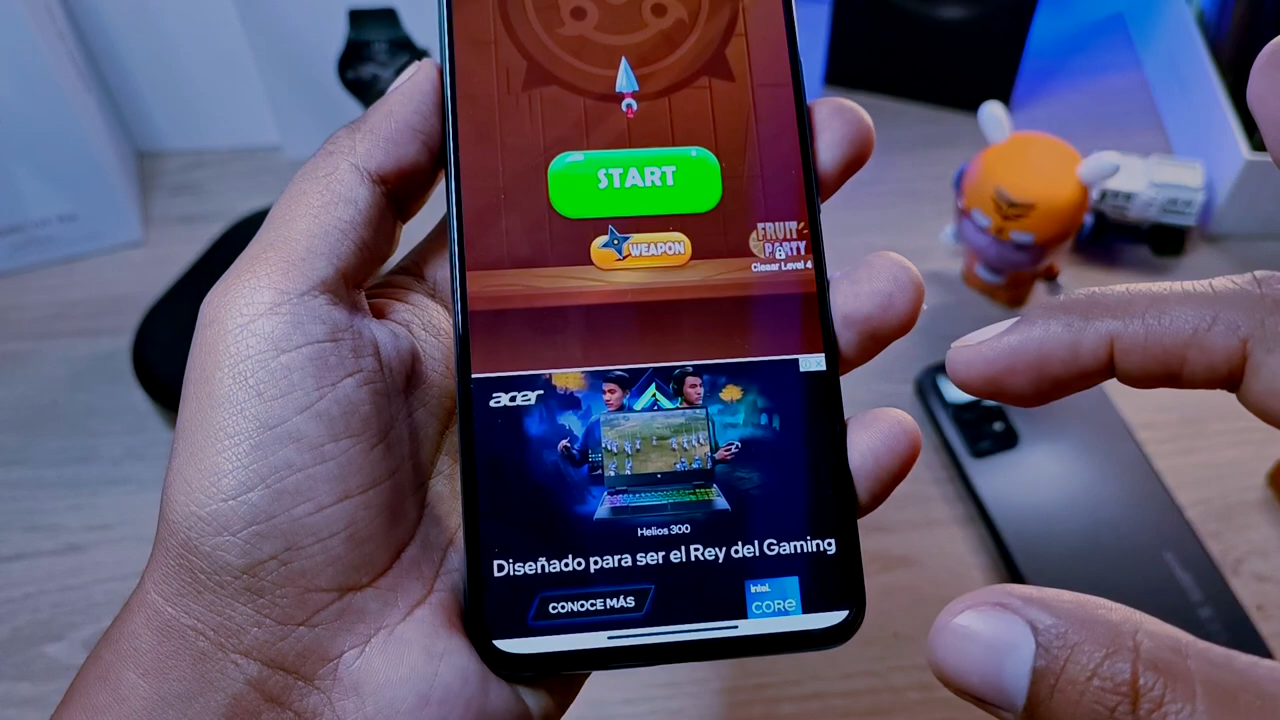 START
WEAPON
FRUIT
PARTY
Cleaar Level 4
acer
Helios 300
Diseñado para ser el Rey del Gaming
CONOCE MÁS
intel.
CORE